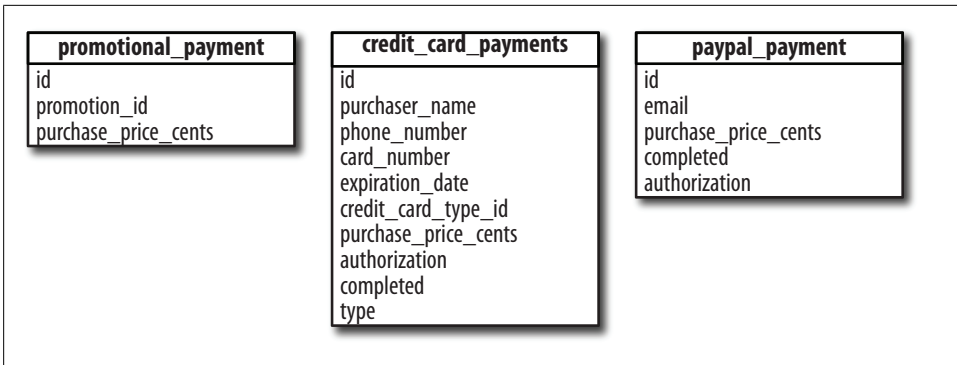 promotional_payment
id
promotion_id
purchase_price_cents
credit_card_payments
id
purchaser_name
phone_number
card_number
expiration_date
credit_card_type_id
purchase_price_cents
authorization
completed
type
paypal_payment
id
email
purchase_price_cents
completed
authorization